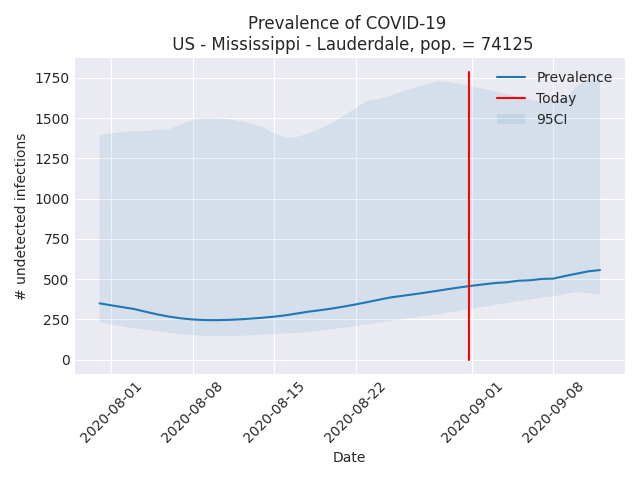 Prevalence of COVID-19
US - Mississippi - Lauderdale, pop. = 74125
1750
1500
1250
1000
750
500
250
0
# undetected infections
Prevalence
Today
95CI
2020-08-01
2020-08-08
2020-08-15
2020-08-22
2020-09-01
2020-09-08
Date